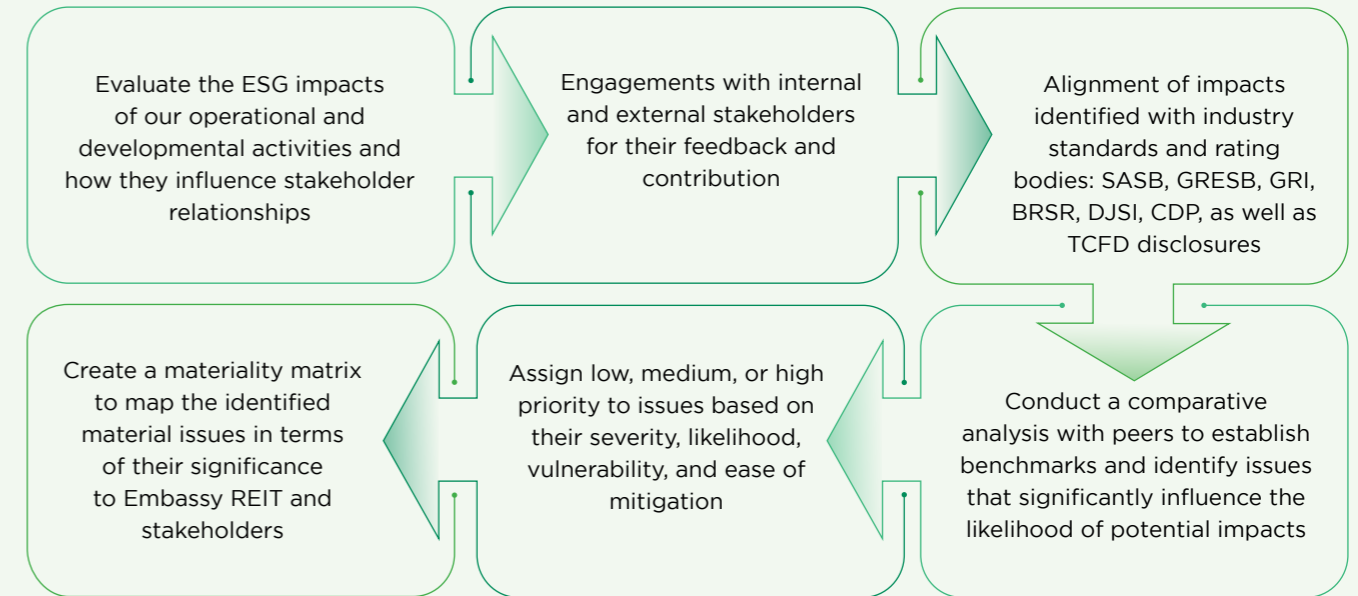 Evaluate the ESG impacts
of our operational and
developmental activities and
how they influence stakeholder
relationships
Engagements with internal
and external stakeholders
for their feedback and
contribution
Alignment of impacts
identified with industry
standards and rating
bodies: SASB, GRESB, GRI,
BRSR, DJSI, CDP, as well as
TCFD disclosures
Conduct a comparative
analysis with peers to establish
benchmarks and identify issues
that significantly influence the
likelihood of potential impacts
Assign low, medium, or high
priority to issues based on
their severity, likelihood,
vulnerability, and ease of
mitigation
Create a materiality matrix
to map the identified
material issues in terms
of their significance
to Embassy REIT and
stakeholders